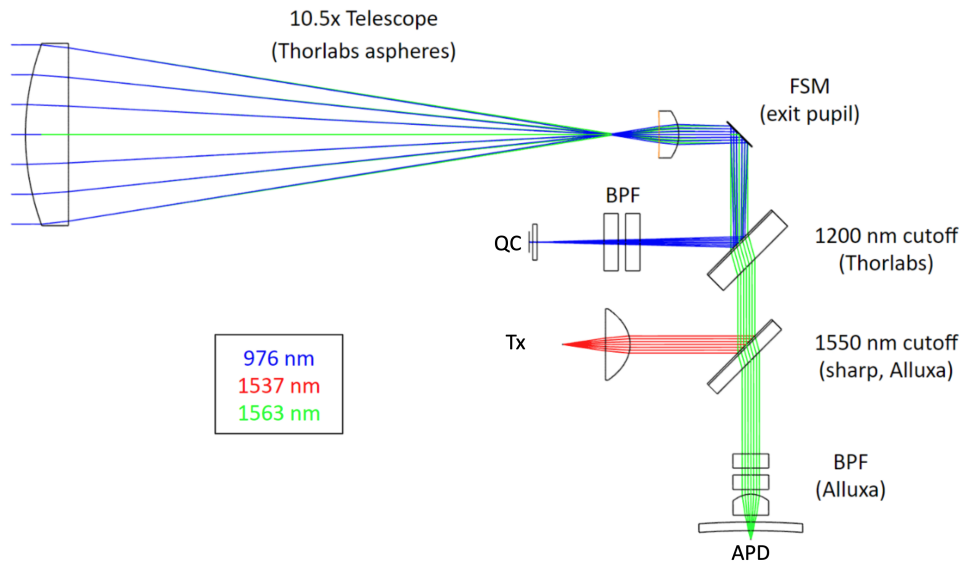 10.5x Telescope
(Thorlabs aspheres)
FSM
(exit pupil)
BPF
QC
1200 nm cutoff
(Thorlabs)
Tx
1550 nm cutoff
(sharp, Alluxa)
976 nm
1537 nm
1563 nm
BPF
(Alluxa)
APD